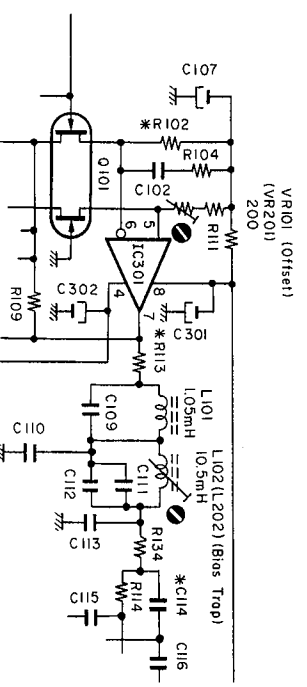 C107
*R102
R104
C102
VR101 (Offset)
(VR201)
200
R111
Q101
6
5
IC301
4
8
7
C302
C301
R109
*R113
L101
1.05mH
C109
C110
L102(L202)(Bias Trap)
10.5mH
C111
C112
C113
R134
*C114
R114
C115
C116